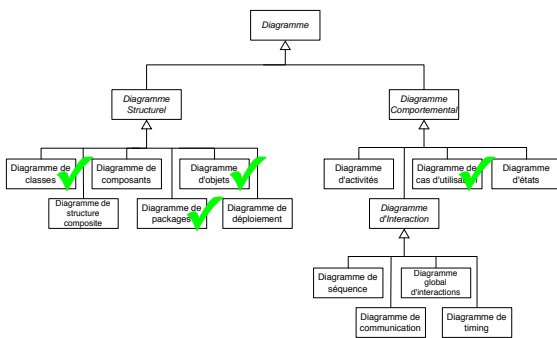 Diagramme
Diagramme
Structurel
Diagramme
Comportemental
Diagramme de
classes
Diagramme de
composants
Diagramme
d'objets
Diagramme
d'activités
Diagramme de
cas d'utilisation
Diagramme
d'états
Diagramme de
structure
composite
Diagramme
de packages
Diagramme de
déploiement
Diagramme
d'Interaction
Diagramme de
séquence
Diagramme
global
d'interactions
Diagramme de
communication
Diagramme de
timing